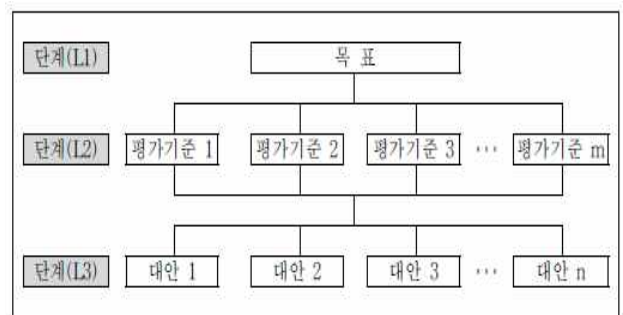 단계(L1) 목 표
단계(L2) 평가기준 1 평가기준 2 평가기준 3 ⋯ 평가기준 m
단계(L3) 대안 1 대안 2 대안 3 ⋯ 대안 n